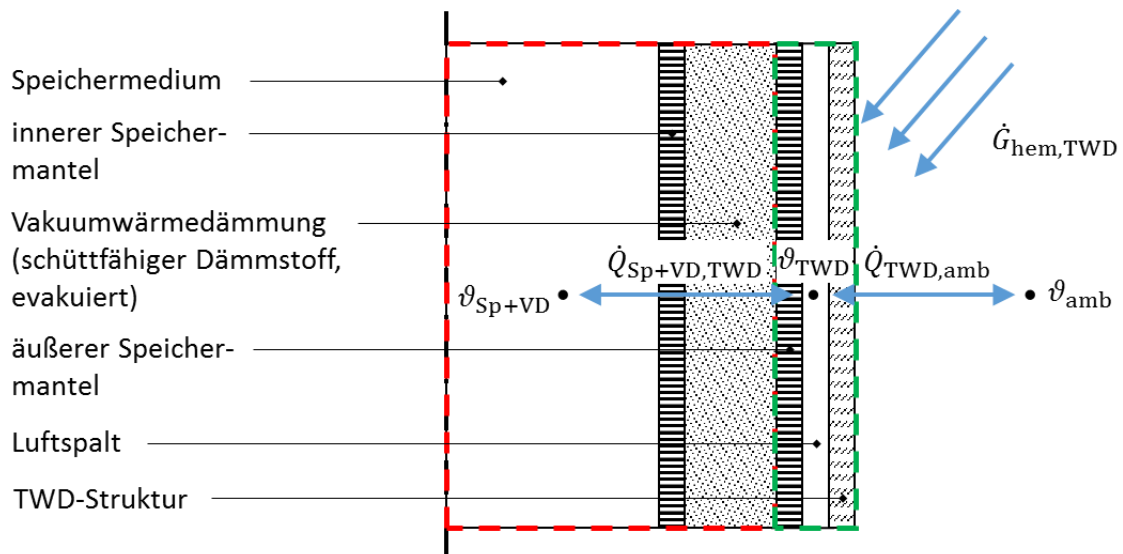 Speichermedium
innerer Speicher-
mantel
Vakuumwärmedämmung
(schüttfähiger Dämmstoff,
evakuiert)
äußerer Speicher-
mantel
Luftspalt
TWD-Struktur
Ġhem,TWD
Q̇Sp+VD,TWD
ϑTWD
Q̇TWD,amb
ϑSp+VD
ϑamb